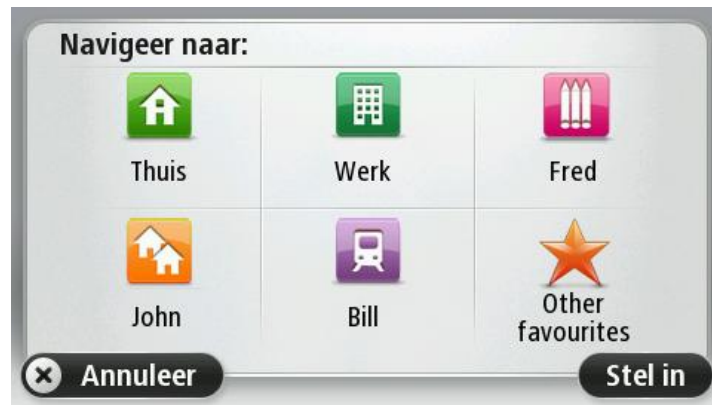 Navigeer naar:
Thuis
Werk
Fred
John
Bill
Other
favourites
Annuleer
Stel in